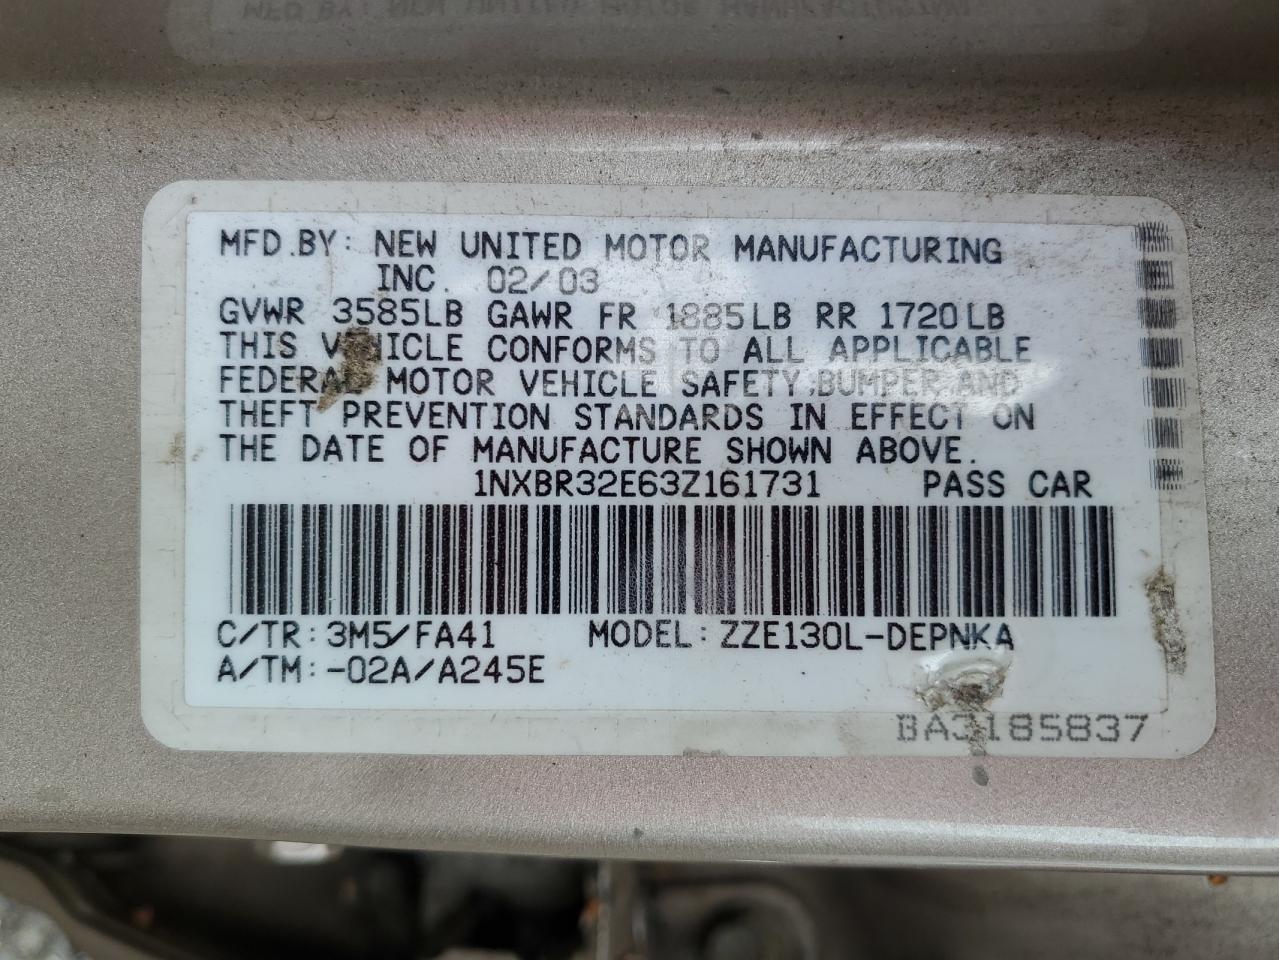 MFD.BY: NEW UNITED MOTOR MANUFACTURING
INC. 02/03
GVWR 3585LB GAWR FR 1885LB RR 1720LB
THIS VEHICLE CONFORMS TO ALL APPLICABLE
FEDERAL MOTOR VEHICLE SAFETY,BUMPER,AND
THEFT PREVENTION STANDARDS IN EFFECT ON
THE DATE OF MANUFACTURE SHOWN ABOVE.
1NXBR32E63Z161731 PASS CAR
C/TR:3M5/FA41 MODEL:ZZE130L-DEPNKA
A/TM:-02A/A245E
BA3185837